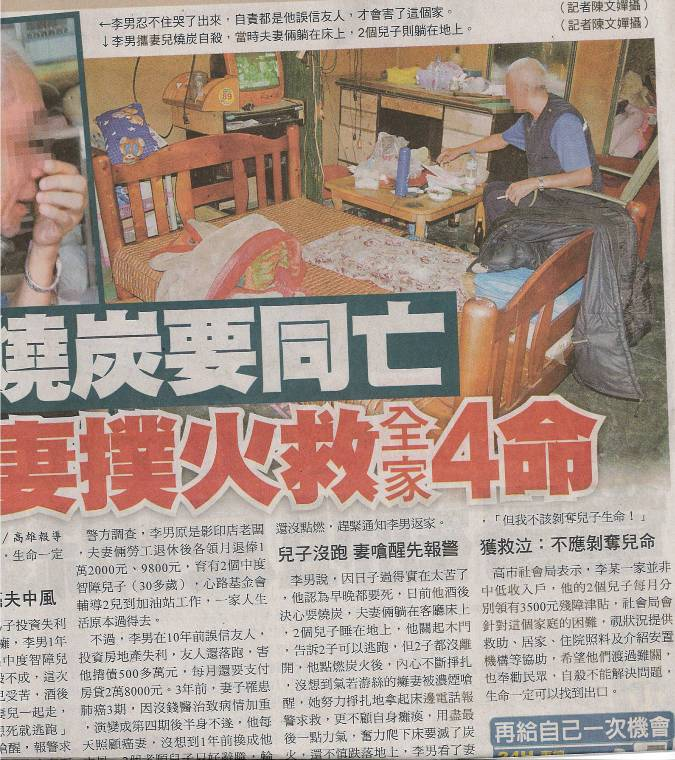 (記者陳文嬋攝)
←李男忍不住哭了出來，自責都是他誤信友人，才會害了這個家。
(記者陳文嬋攝)
↓李男攜妻兒燒炭自殺，當時夫妻倆躺在床上，2個兒子則躺在地上。
燒炭要同亡
妻撲火救全家4命
/高雄報導
，生命一定
夫中風
子投資失利
癱，李男1年
中度智障兒
不成，這次
已受苦，酒後
兒一起走，
死就逃跑」
嗆醒，報警求
警方調查，李男原是影印店老闆
，夫妻倆勞工退休後各領月退俸1
萬2000元、9800元，育有2個中度
智障兒子（30多歲），心路基金會
輔導2兒到加油站工作，一家人生
活原本過得去。
不過，李男在10年前誤信友人，
投資房地產失利，友人還落跑，害
他揹債500多萬元，每月還要支付
房貸2萬8000元。3年前，妻子罹患
肺癌3期，因沒錢醫治致病情加重
，演變成第四期後半身不遂，他每
天照顧癌妻，沒想到1年前換成他
還沒點燃，趕緊通知李男返家。
兒子沒跑 妻嗆醒先報警
李男說，因日子過得實在太苦了
，他認為早晚都要死，日前他酒後
決心要燒炭，夫妻倆躺在客廳床上
，2個兒子睡在地上，他關起木門
，告訴2子可以逃跑，但2子都沒離
開，他點燃炭火後，內心不斷掙扎
，沒想到氣若游絲的癱妻被濃煙嗆
醒，她努力掙扎地拿起床邊電話報
警求救，更不顧自身癱瘓，用盡最
後一點力氣，奮力爬下床要滅了炭
火，還不慎跌落地上，李男看了妻
，「但我不該剝奪兒子生命！」
獲救泣：不應剝奪兒命
高市社會局表示，李某一家並非
中低收入戶，他的2個兒子每月分
別領有3500元殘障津貼，社會局會
針對這個家庭的困難，視狀況提供
救助、居家、住院照料及介紹安置
機構等協助，希望他們渡過難關，
也奉勸民眾，自殺不能解決問題，
生命一定可以找到出口。
再給自己一次機會